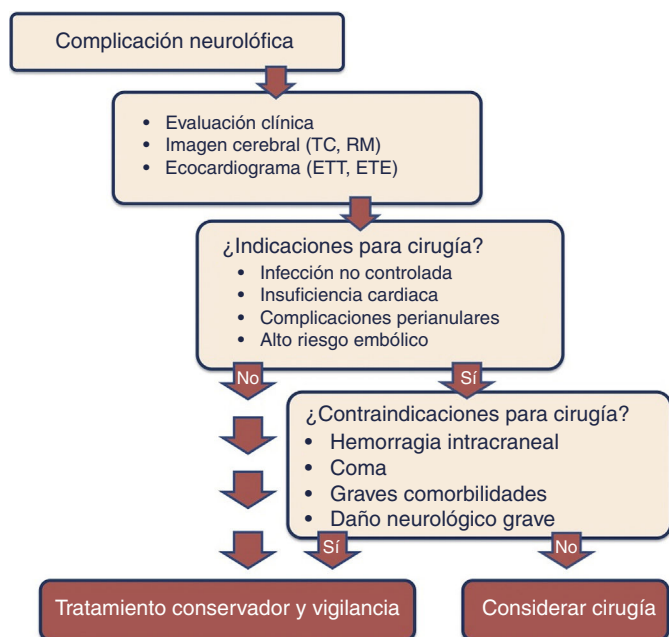 Complicación neurolófica
• Evaluación clínica
• Imagen cerebral (TC, RM)
• Ecocardiograma (ETT, ETE)
¿Indicaciones para cirugía?
• Infección no controlada
• Insuficiencia cardiaca
• Complicaciones perianulares
• Alto riesgo embólico
No
Sí
¿Contraindicaciones para cirugía?
• Hemorragia intracraneal
• Coma
• Graves comorbilidades
• Daño neurológico grave
Sí
No
Tratamiento conservador y vigilancia
Considerar cirugía